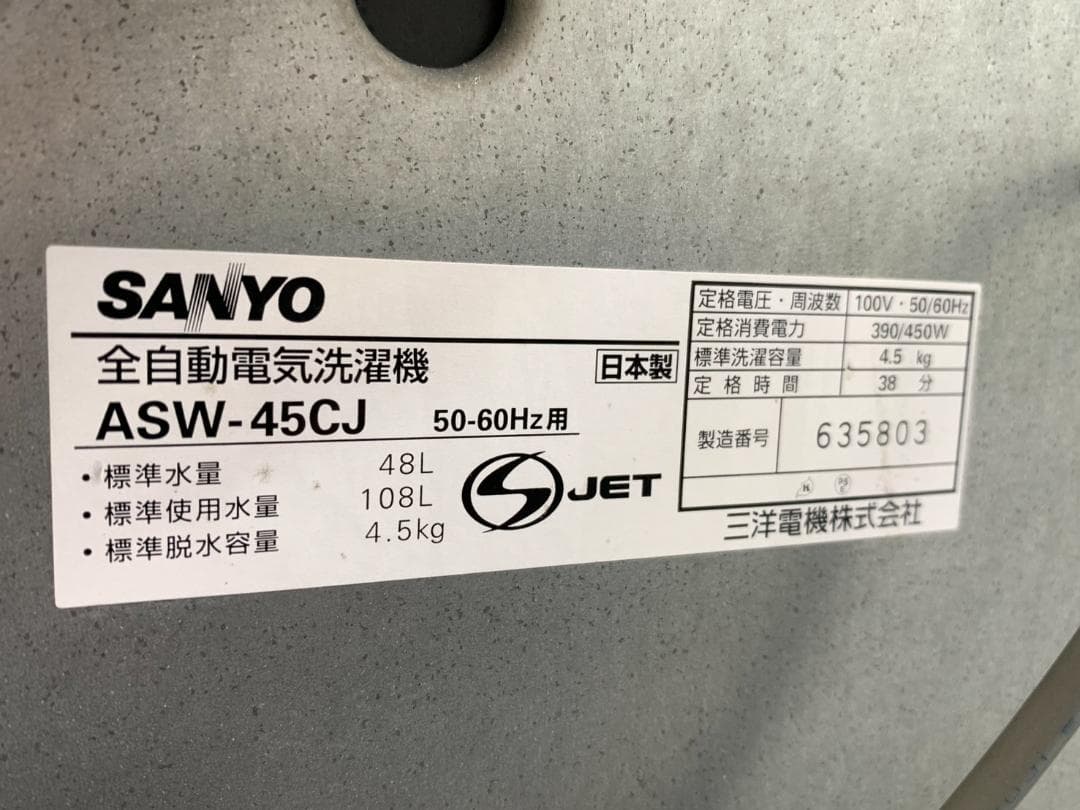 SANYO
全自動電気洗濯機
日本製
ASW-45CJ 50-60Hz用
・標準水量 48L
・標準使用水量 108L
・標準脱水容量 4.5kg
S JET
定格電圧・周波数 100V・50/60Hz
定格消費電力 390/450W
標準洗濯容量 4.5 kg
定格時間 38 分
製造番号 635803
三洋電機株式会社